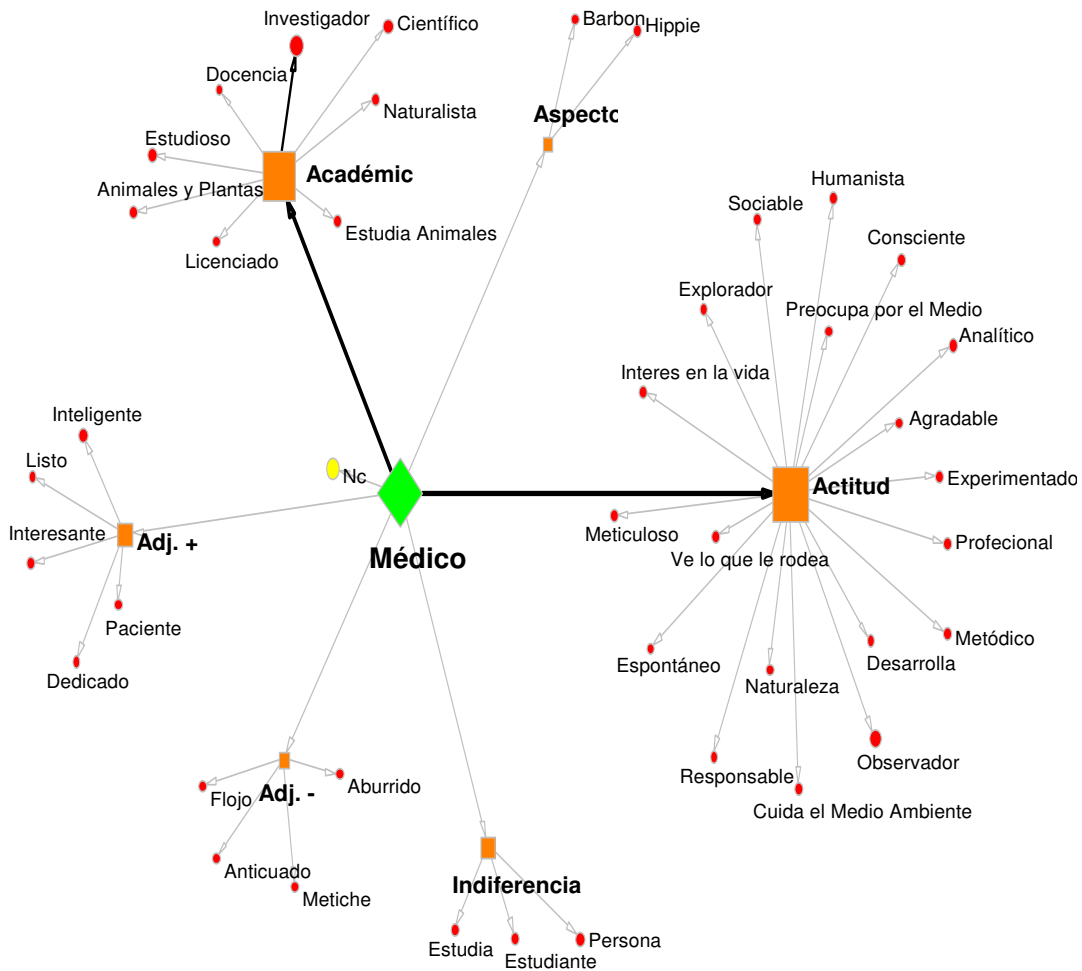 Investigador
Científico
Docencia
Naturalista
Estudioso
Académic
Animales y Plantas
Estudia Animales
Licenciado
Barbon
Hippie
Aspecto
Humanista
Sociable
Consciente
Explorador
Preocupa por el Medio
Analítico
Interes en la vida
Agradable
Experimentado
Actitud
Meticuloso
Profecional
Ve lo que le rodea
Metódico
Espontáneo
Desarrolla
Naturaleza
Observador
Responsable
Cuida el Medio Ambiente
Inteligente
Listo
Nc
Interesante
Adj. +
Médico
Paciente
Dedicado
Flojo
Adj. -
Aburrido
Anticuado
Metiche
Indiferencia
Estudia
Estudiante
Persona